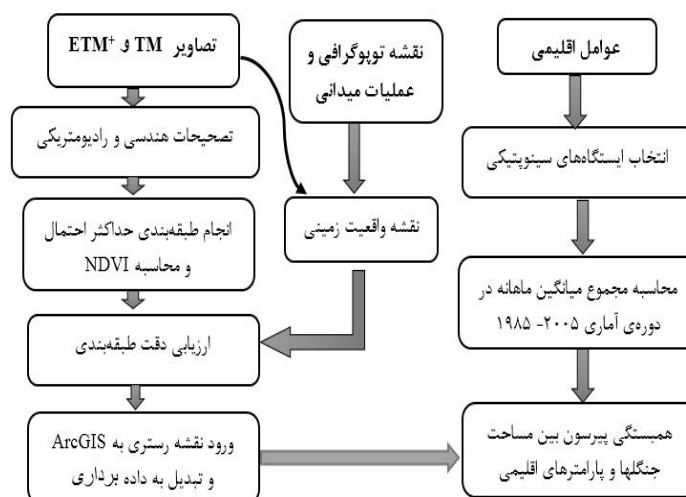 تصاویر TM و ETM+
تصحیحات هندسی و رادیومتریکی
انجام طبقه‌بندی حداکثر احتمال
و محاسبه NDVI
ارزیابی دقت طبقه‌بندی
ورود نقشه رستری به ArcGIS
و تبدیل به داده برداری
نقشه توپوگرافی و
عملیات میدانی
نقشه واقعیت زمینی
عوامل اقلیمی
انتخاب ایستگاه‌های سینوپتیکی
محاسبه مجموع میانگین ماهانه در
دوره‌ی آماری ۲۰۰۵- ۱۹۸۵
همبستگی پیرسون بین مساحت
جنگلها و پارامترهای اقلیمی